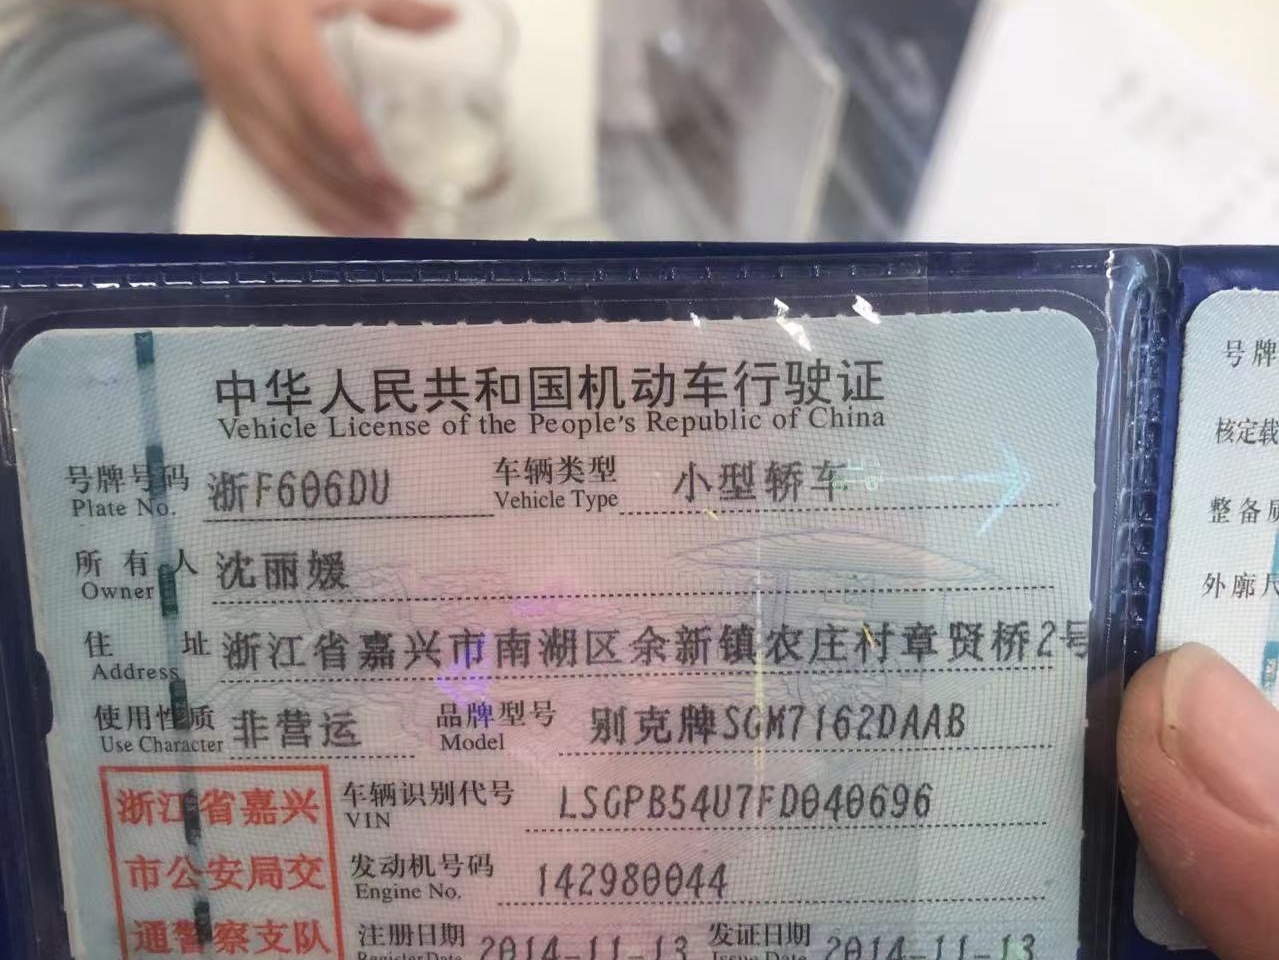 中华人民共和国机动车行驶证
Vehicle License of the People's Republic of China
号牌号码 浙F606DU 车辆类型 小型轿车
Plate No. Vehicle Type
所有人 沈丽媛
Owner
住址 浙江省嘉兴市南湖区余新镇农庄村章贤桥2号
Address
使用性质 非营运 品牌型号 别克牌SGM7162DAAB
Use Character Model
浙江省嘉兴
市公安局交
通警察支队
车辆识别代号 LSGPB54U7FD040696
VIN
发动机号码 142980044
Engine No.
注册日期 2014-11-13 发证日期 2014-11-13
Register Date Issue Date
号牌
核定载
整备质
外廓尺